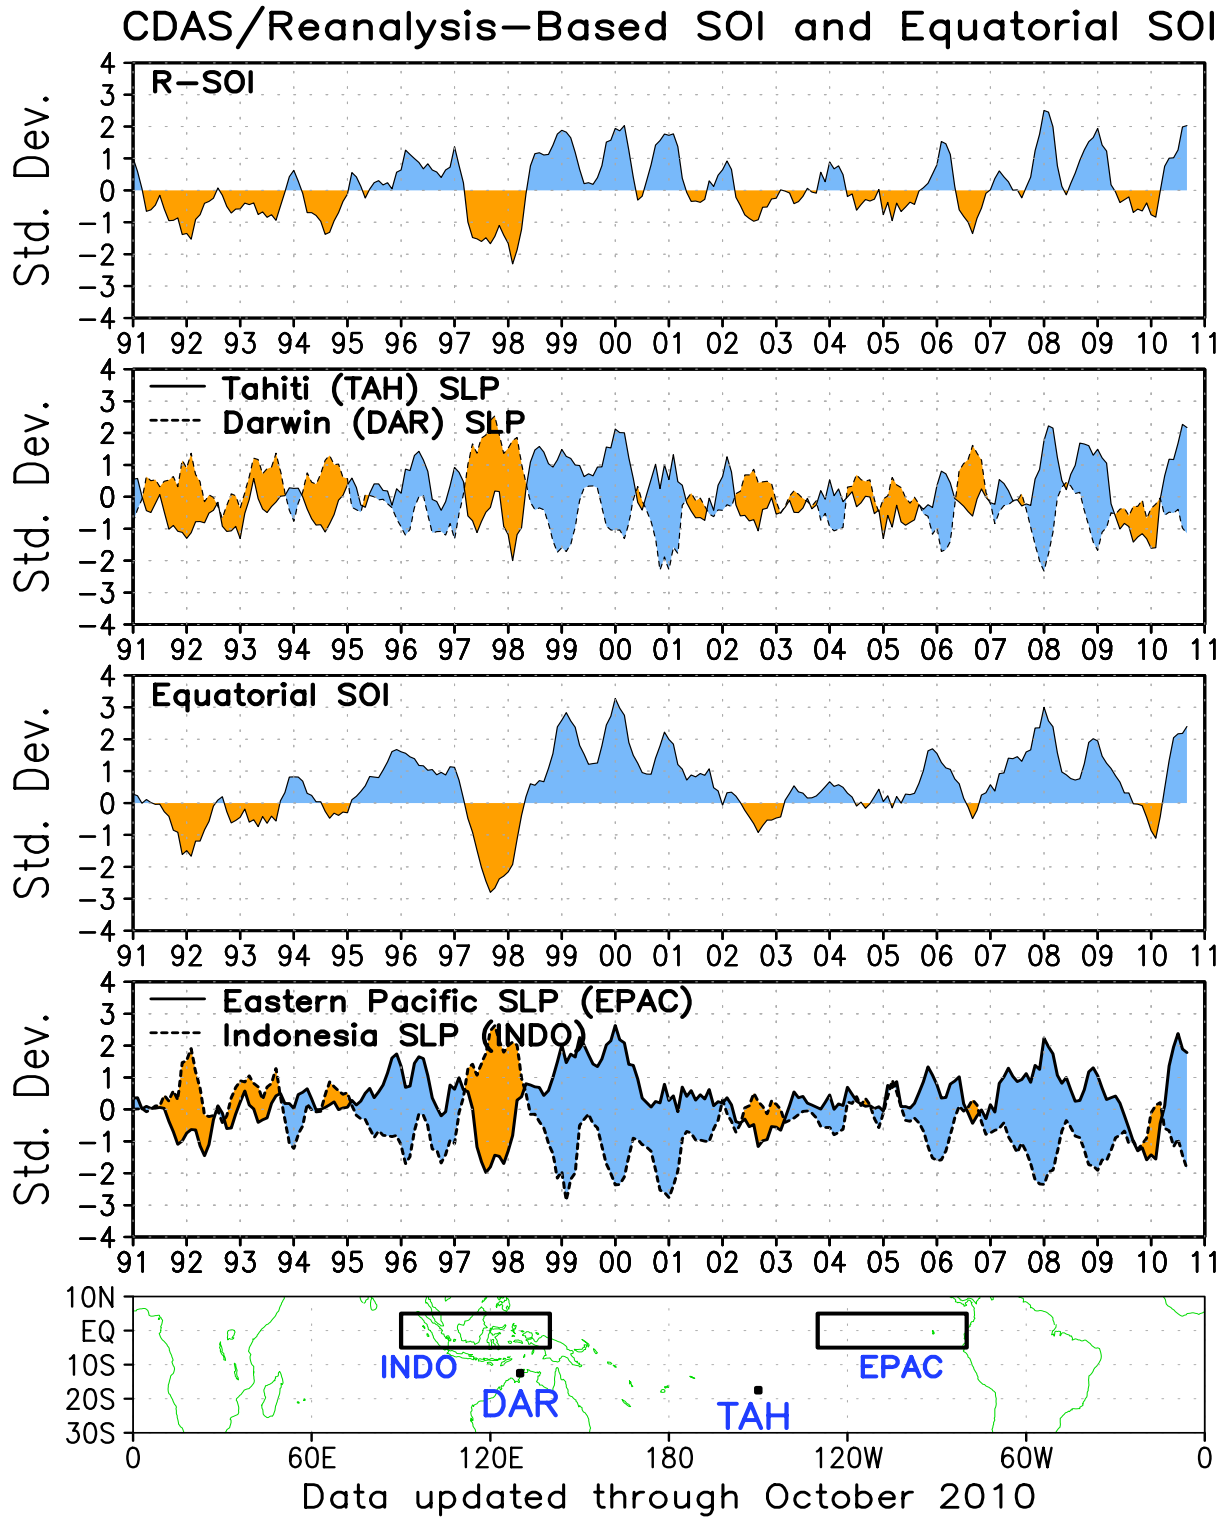 CDAS/Reanalysis-Based SOI and Equatorial SOI
R-SOI
Std. Dev.
4
3
2
1
0
-1
-2
-3
-4
91 92 93 94 95 96 97 98 99 00 01 02 03 04 05 06 07 08 09 10 11
Tahiti (TAH) SLP
Darwin (DAR) SLP
Std. Dev.
4
3
2
1
0
-1
-2
-3
-4
91 92 93 94 95 96 97 98 99 00 01 02 03 04 05 06 07 08 09 10 11
Equatorial SOI
Std. Dev.
4
3
2
1
0
-1
-2
-3
-4
91 92 93 94 95 96 97 98 99 00 01 02 03 04 05 06 07 08 09 10 11
Eastern Pacific SLP (EPAC)
Indonesia SLP (INDO)
Std. Dev.
4
3
2
1
0
-1
-2
-3
-4
91 92 93 94 95 96 97 98 99 00 01 02 03 04 05 06 07 08 09 10 11
10N
EQ
10S
20S
30S
INDO
EPAC
DAR
TAH
0 60E 120E 180 120W 60W 0
Data updated through October 2010